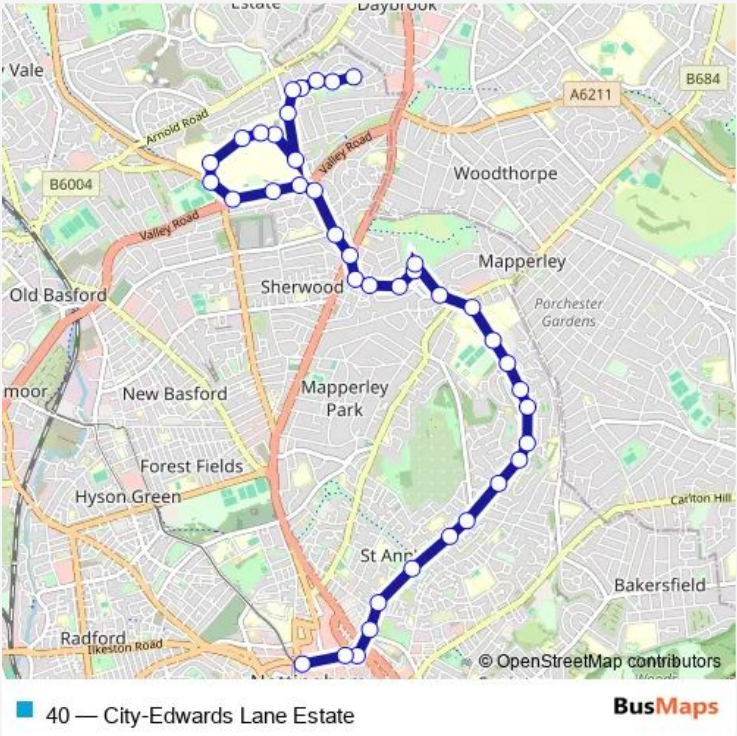 Estate
Daybrook
Vale
B684
A6211
Arnold Road
Valley Road
Woodthorpe
B6004
Valley Road
Mapperley
Sherwood
Old Basford
Porchester
Gardens
moor
New Basford
Mapperley
Park
Forest Fields
Hyson Green
Carlton Hill
St Ann'
Bakersfield
Radford
Ilkeston Road
© OpenStreetMap contributors
40 — City-Edwards Lane Estate
BusMaps